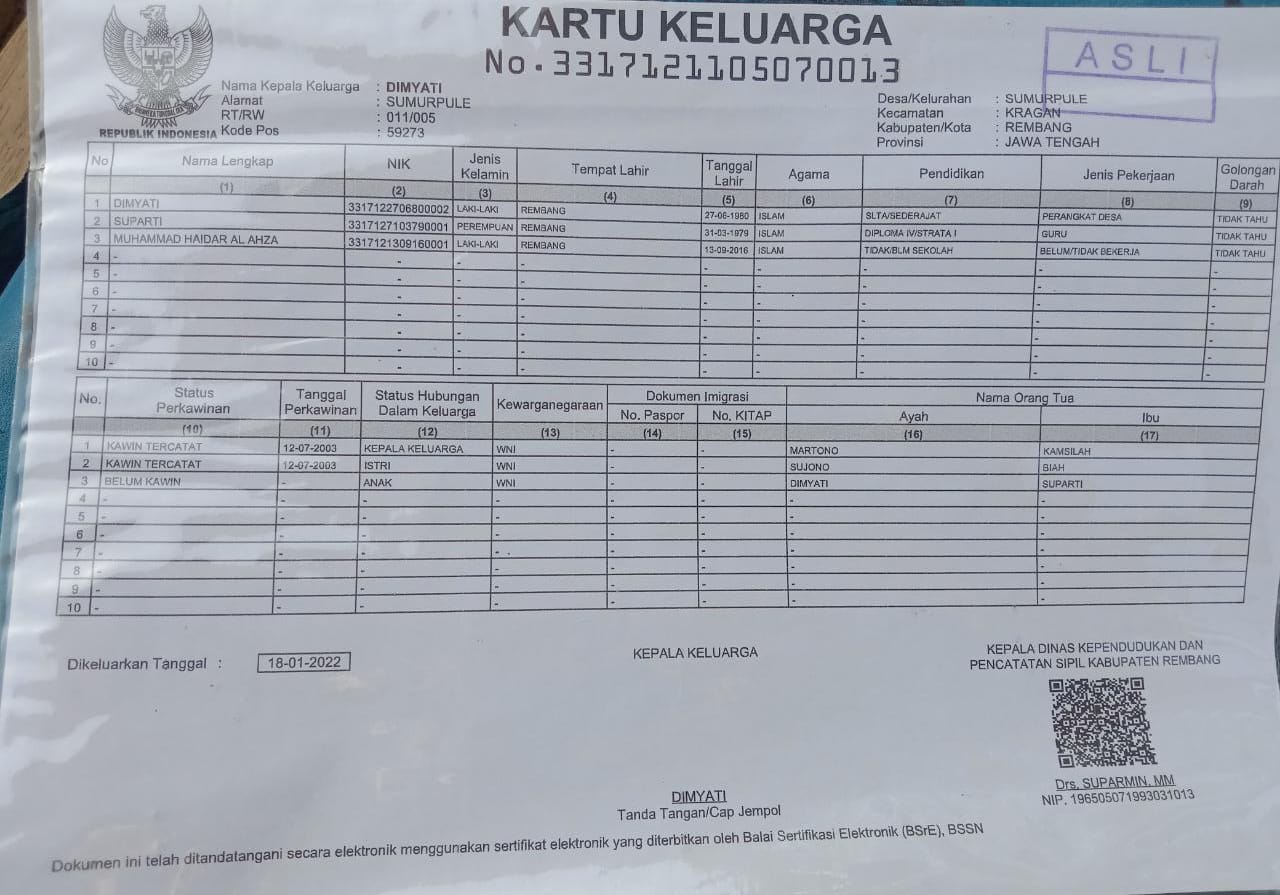 KARTU KELUARGA
No. 3317121105070013
ASLI
REPUBLIK INDONESIA
Nama Kepala Keluarga : DIMYATI
Alamat : SUMURPULE
RT/RW : 011/005
Kode Pos : 59273
Desa/Kelurahan : SUMURPULE
Kecamatan : KRAGAN
Kabupaten/Kota : REMBANG
Provinsi : JAWA TENGAH
No Nama Lengkap NIK Jenis Kelamin Tempat Lahir Tanggal Lahir Agama Pendidikan Jenis Pekerjaan Golongan Darah
(1) (2) (3) (4) (5) (6) (7) (8) (9)
1 DIMYATI 3317122706800002 LAKI-LAKI REMBANG 27-06-1980 ISLAM SLTA/SEDERAJAT PERANGKAT DESA TIDAK TAHU
2 SUPARTI 3317127103790001 PEREMPUAN REMBANG 31-03-1979 ISLAM DIPLOMA IV/STRATA I GURU TIDAK TAHU
3 MUHAMMAD HAIDAR AL AHZA 3317121309160001 LAKI-LAKI REMBANG 13-09-2016 ISLAM TIDAK/BLM SEKOLAH BELUM/TIDAK BEKERJA TIDAK TAHU
4 - - - - - - - - -
5 - - - - - - - - -
6 - - - - - - - - -
7 - - - - - - - - -
8 - - - - - - - - -
9 - - - - - - - - -
10 - - - - - - - - -
No. Status Perkawinan Tanggal Perkawinan Status Hubungan Dalam Keluarga Kewarganegaraan Dokumen Imigrasi Nama Orang Tua
No. Paspor No. KITAP Ayah Ibu
(10) (11) (12) (13) (14) (15) (16) (17)
1 KAWIN TERCATAT 12-07-2003 KEPALA KELUARGA WNI - - MARTONO KAMSILAH
2 KAWIN TERCATAT 12-07-2003 ISTRI WNI - - SUJONO BIAH
3 BELUM KAWIN - ANAK WNI - - DIMYATI SUPARTI
4 - - - - - - - -
5 - - - - - - - -
6 - - - - - - - -
7 - - - - - - - -
8 - - - - - - - -
9 - - - - - - - -
10 - - - - - - - -
Dikeluarkan Tanggal : 18-01-2022
KEPALA KELUARGA
DIMYATI
Tanda Tangan/Cap Jempol
KEPALA DINAS KEPENDUDUKAN DAN
PENCATATAN SIPIL KABUPATEN REMBANG
Drs. SUPARMIN, MM
NIP. 196505071993031013
Dokumen ini telah ditandatangani secara elektronik menggunakan sertifikat elektronik yang diterbitkan oleh Balai Sertifikasi Elektronik (BSrE), BSSN